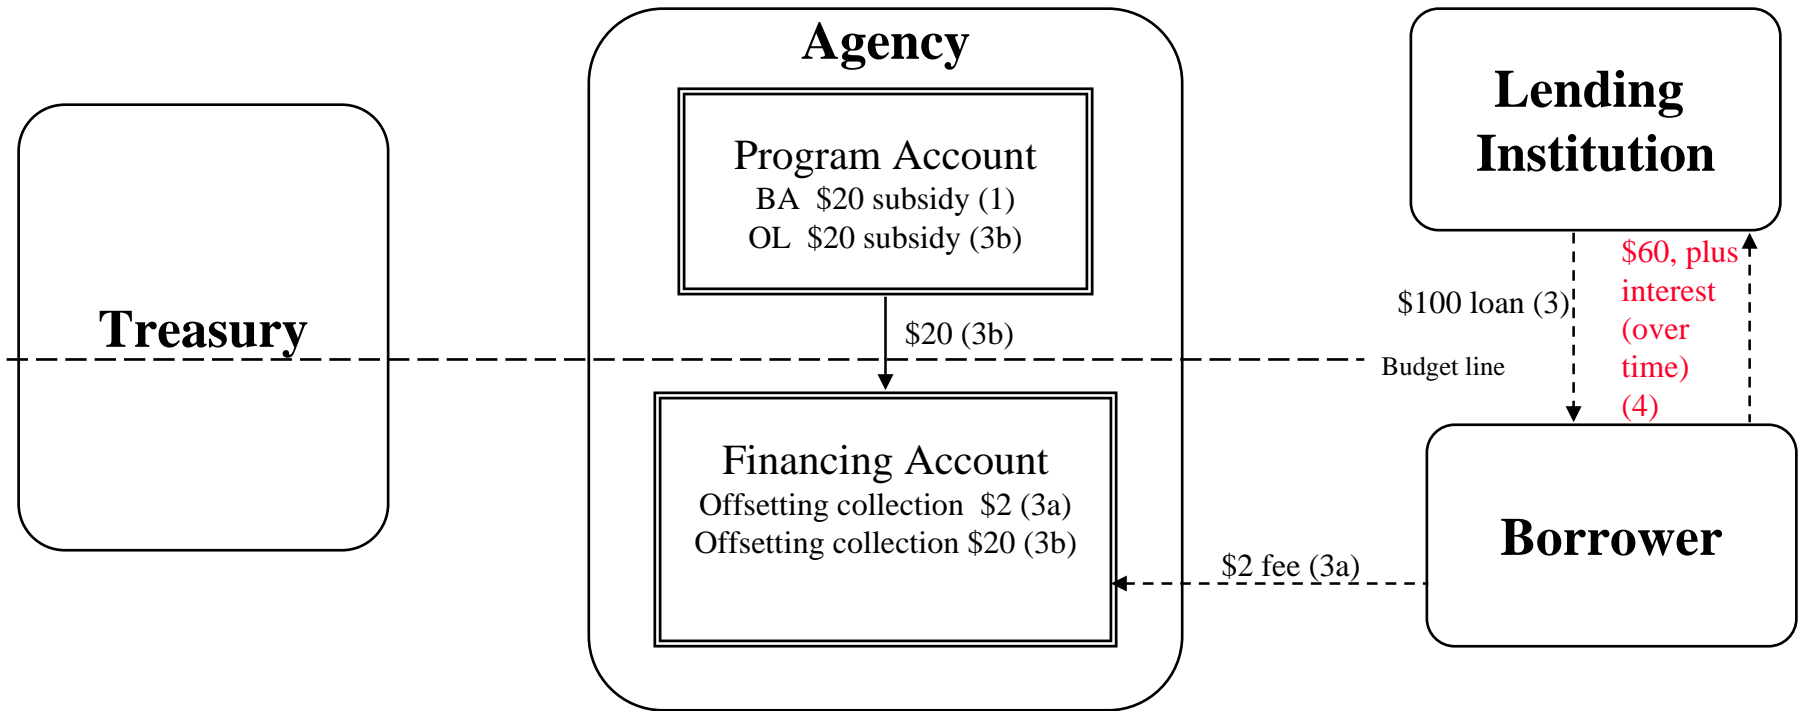 Agency
Program Account
BA $20 subsidy (1)
OL $20 subsidy (3b)
$20 (3b)
Treasury
Financing Account
Offsetting collection $2 (3a)
Offsetting collection $20 (3b)
Lending
Institution
$100 loan (3)
$60, plus
interest
(over
time)
(4)
Budget line
Borrower
$2 fee (3a)